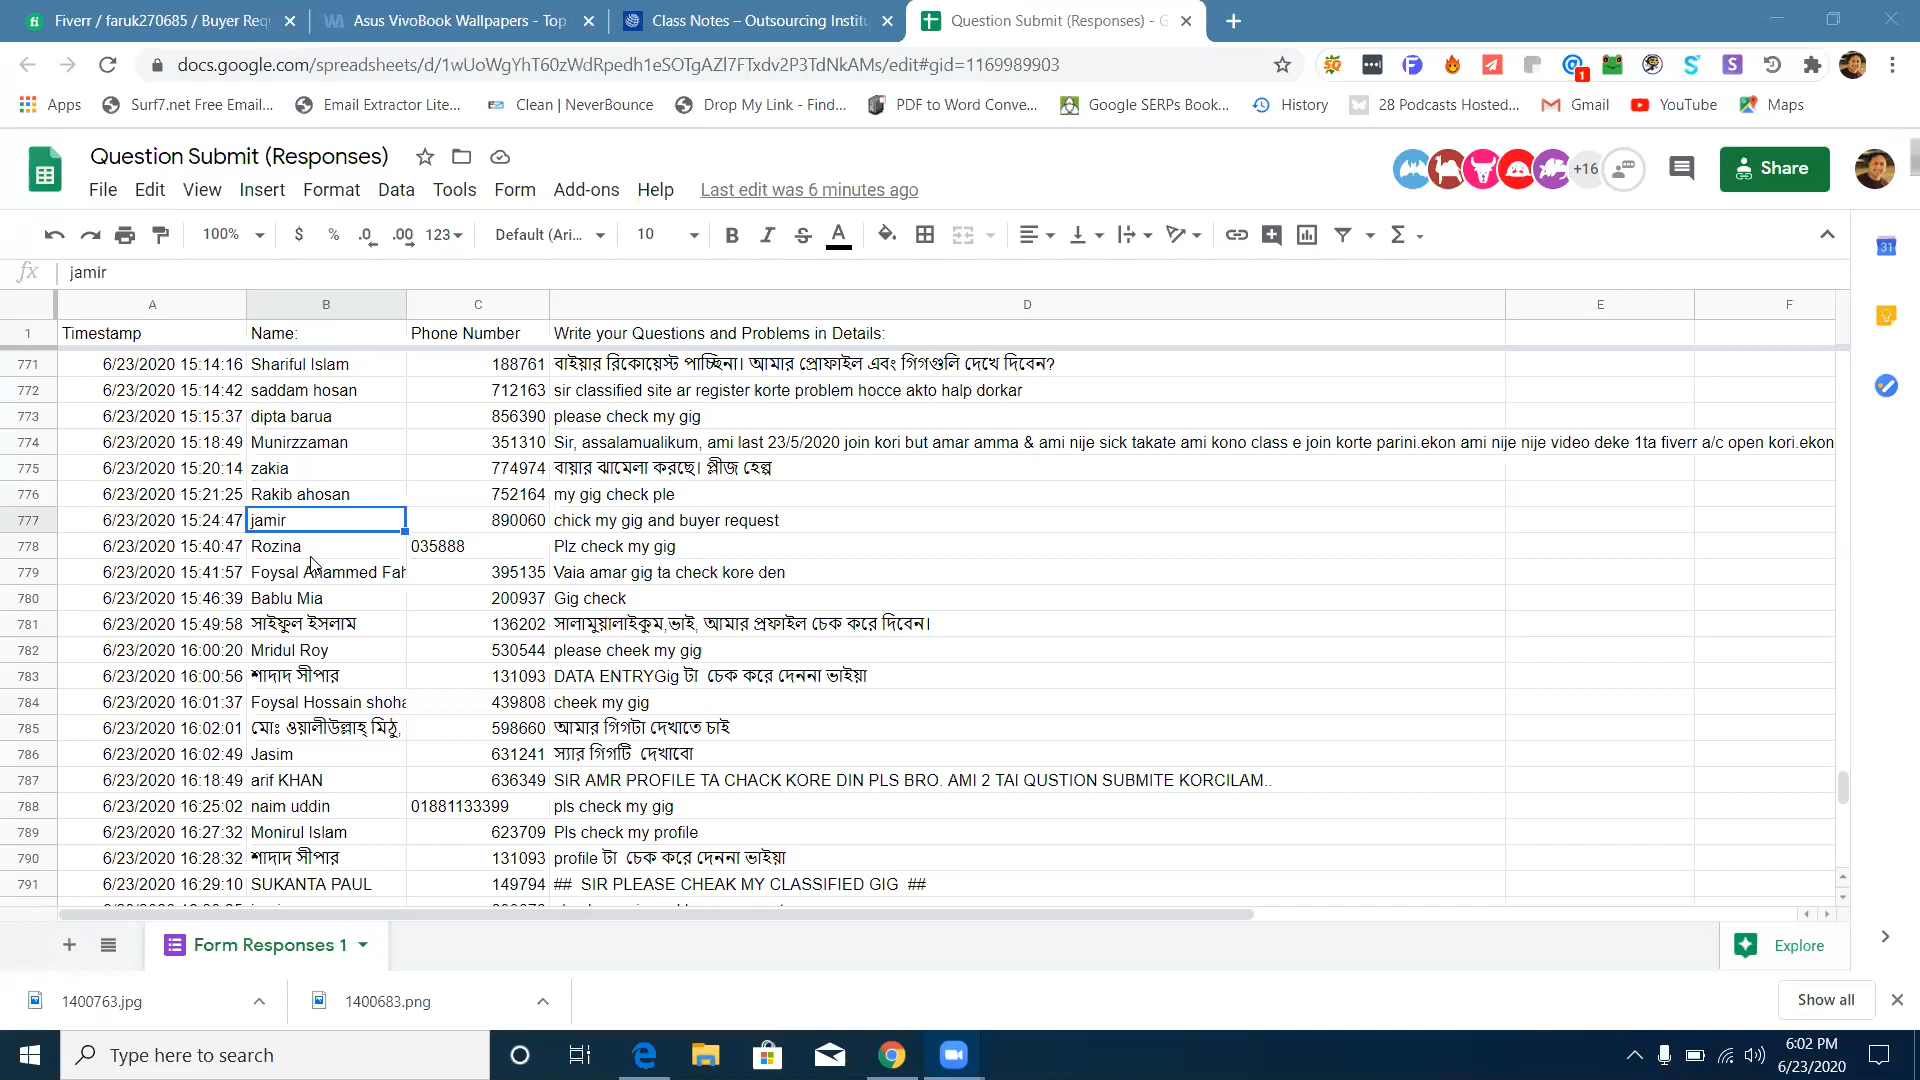 Fiverr / faruk270685 / Buyer Req
Asus VivoBook Wallpapers - Top
Class Notes – Outsourcing Institu
Question Submit (Responses) - G
docs.google.com/spreadsheets/d/1wUoWgYhT60zWdRpedh1eSOTgAZl7FTxdv2P3TdNkAMs/edit#gid=1169989903
Apps Surf7.net Free Email... Email Extractor Lite... Clean | NeverBounce Drop My Link - Find... PDF to Word Conve... Google SERPs Book... History 28 Podcasts Hosted... Gmail YouTube Maps
Question Submit (Responses)
+16
Share
File Edit View Insert Format Data Tools Form Add-ons Help Last edit was 6 minutes ago
100% $ % .0 .00 123 Default (Ari... 10 B I S A
fx jamir
A B C D E F
1 Timestamp Name: Phone Number Write your Questions and Problems in Details:
771 6/23/2020 15:14:16 Shariful Islam 188761 বাইয়ার রিকোয়েস্ট পাচ্ছিনা। আমার প্রোফাইল এবং গিগগুলি দেখে দিবেন?
772 6/23/2020 15:14:42 saddam hosan 712163 sir classified site ar register korte problem hocce akto halp dorkar
773 6/23/2020 15:15:37 dipta barua 856390 please check my gig
774 6/23/2020 15:18:49 Munirzzaman 351310 Sir, assalamualikum, ami last 23/5/2020 join kori but amar amma & ami nije sick takate ami kono class e join korte parini.ekon ami nije nije video deke 1ta fiverr a/c open kori.ekon
775 6/23/2020 15:20:14 zakia 774974 বায়ার ঝামেলা করছে। প্লীজ হেল্প
776 6/23/2020 15:21:25 Rakib ahosan 752164 my gig check ple
777 6/23/2020 15:24:47 jamir 890060 chick my gig and buyer request
778 6/23/2020 15:40:47 Rozina 035888 Plz check my gig
779 6/23/2020 15:41:57 Foysal Ahammed Fah 395135 Vaia amar gig ta check kore den
780 6/23/2020 15:46:39 Bablu Mia 200937 Gig check
781 6/23/2020 15:49:58 সাইফুল ইসলাম 136202 সালামুয়ালাইকুম,ভাই, আমার প্রফাইল চেক করে দিবেন।
782 6/23/2020 16:00:20 Mridul Roy 530544 please cheek my gig
783 6/23/2020 16:00:56 শাদাদ সীপার 131093 DATA ENTRYGig টা চেক করে দেননা ভাইয়া
784 6/23/2020 16:01:37 Foysal Hossain shoha 439808 cheek my gig
785 6/23/2020 16:02:01 মোঃ ওয়ালীউল্লাহ্ মিঠু, 598660 আমার গিগটা দেখাতে চাই
786 6/23/2020 16:02:49 Jasim 631241 স্যার গিগটি দেখাবো
787 6/23/2020 16:18:49 arif KHAN 636349 SIR AMR PROFILE TA CHACK KORE DIN PLS BRO. AMI 2 TAI QUSTION SUBMITE KORCILAM..
788 6/23/2020 16:25:02 naim uddin 01881133399 pls check my gig
789 6/23/2020 16:27:32 Monirul Islam 623709 Pls check my profile
790 6/23/2020 16:28:32 শাদাদ সীপার 131093 profile টা চেক করে দেননা ভাইয়া
791 6/23/2020 16:29:10 SUKANTA PAUL 149794 ## SIR PLEASE CHEAK MY CLASSIFIED GIG ##
Form Responses 1
Explore
1400763.jpg 1400683.png Show all
Type here to search
6:02 PM
6/23/2020